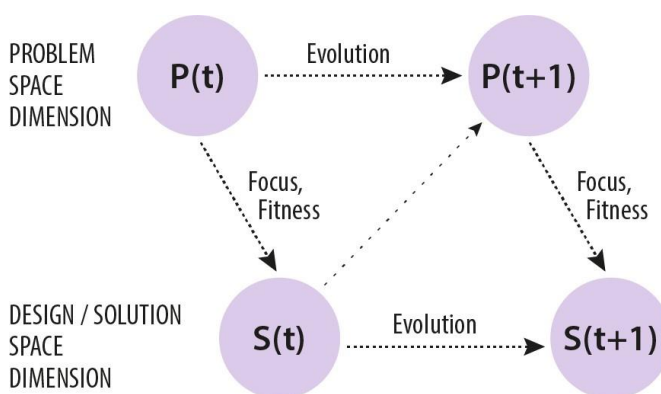 PROBLEM
SPACE
DIMENSION
P(t)
Evolution
P(t+1)
Focus,
Fitness
Focus,
Fitness
DESIGN / SOLUTION
SPACE
DIMENSION
S(t)
Evolution
S(t+1)